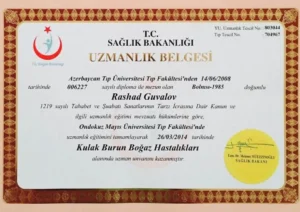 T.C.
SAĞLIK BAKANLIĞI
UZMANLIK BELGESİ
Azerbaycan Tıp Üniversitesi Tıp Fakültesi'nden 14/06/2008
tarihinde 006227 sayılı diploma ile mezun olan Bolnisi-1985 doğumlu
Rashad Guvalov
1219 sayılı Tababet ve Şuabatı San'atlarının Tarzı İcrasına Dair Kanun ve
ilgili uzmanlık eğitimi mevzuatı hükümlerine göre,
Ondokuz Mayıs Üniversitesi Tıp Fakültesi'nde
uzmanlık eğitimini tamamlayarak 26/03/2014 tarihinde
Kulak Burun Boğaz Hastalıkları
alanında uzman unvanını kazanmıştır.